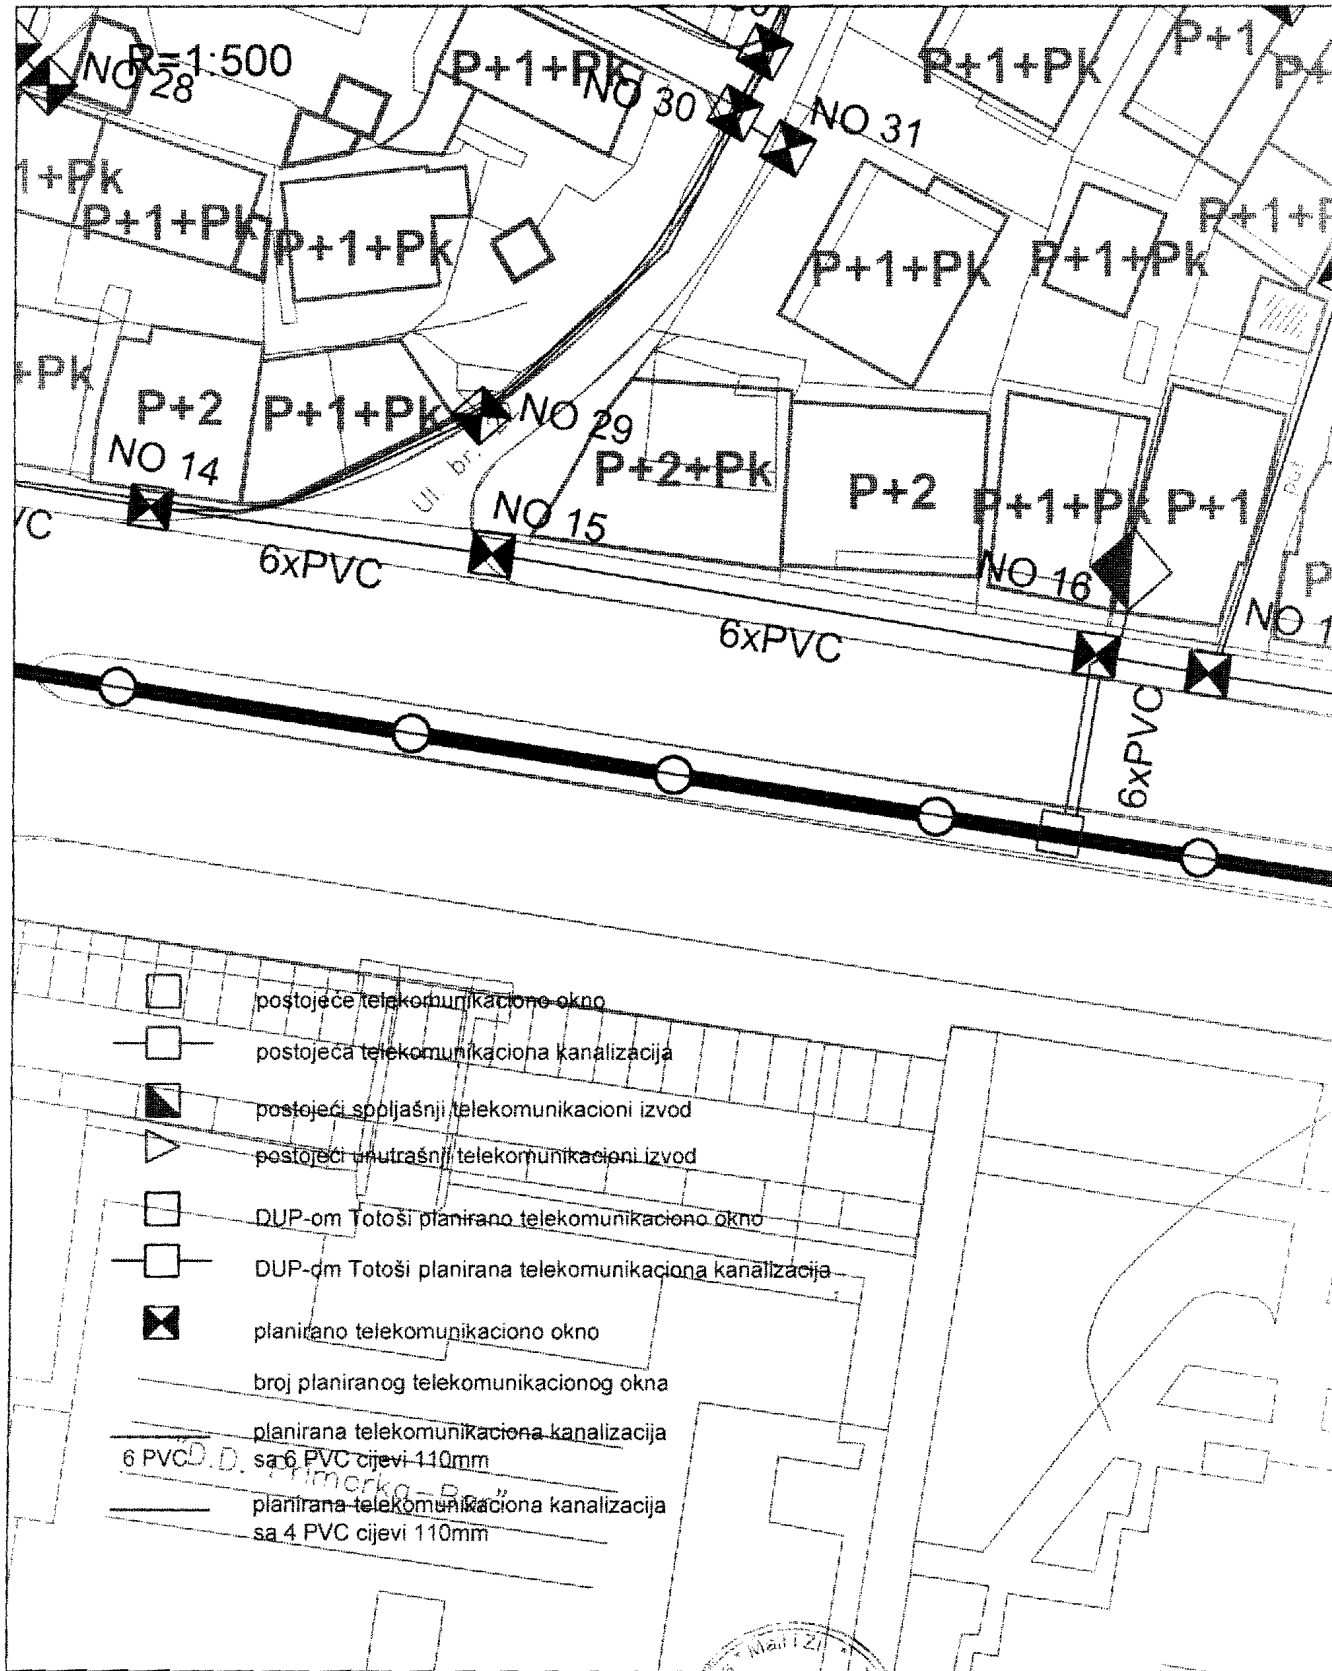 R=1:500
NO 28
P+1+Pk
NO 30
NO 31
P+1+Pk
P+1
1+Pk
P+1+Pk
P+1+Pk
P+1+Pk
P+1+Pk
+Pk
P+2
P+1+Pk
NO 29
Ul br.
P+2+Pk
P+2
P+1+Pk
P+1
NO 14
NO 15
NO 16
6xPVC
6xPVC
6xPVC
postojeće telekomunikaciono okno
postojeća telekomunikaciona kanalizacija
postojeći spoljašnji telekomunikacioni izvod
postojeći unutrašnji telekomunikacioni izvod
DUP-om Totoši planirano telekomunikaciono okno
DUP-om Totoši planirana telekomunikaciona kanalizacija
planirano telekomunikaciono okno
broj planiranog telekomunikacionog okna
planirana telekomunikaciona kanalizacija
6 PVC sa 6 PVC cijevi 110mm
"D.D. Primorka-Bar"
planirana telekomunikaciona kanalizacija
sa 4 PVC cijevi 110mm